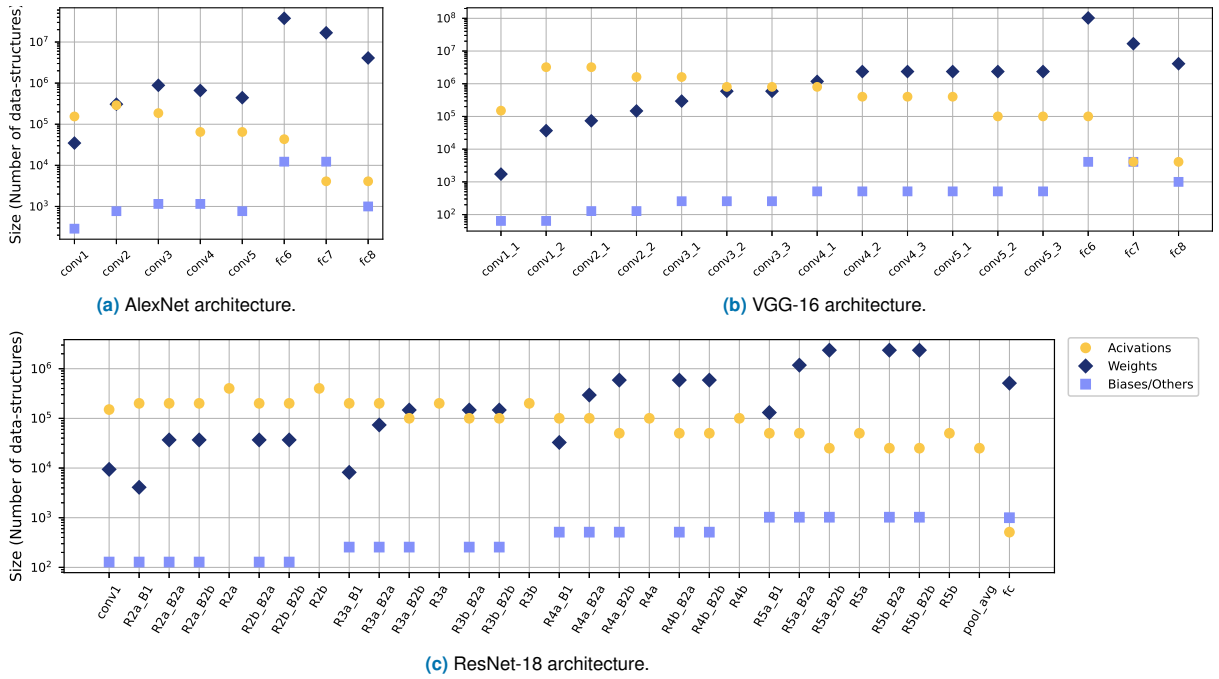 Size (Number of data-structures)
10^7
10^6
10^5
10^4
10^3
conv1
conv2
conv3
conv4
conv5
fc6
fc7
fc8
(a) AlexNet architecture.
10^8
10^7
10^6
10^5
10^4
10^3
10^2
conv1_1
conv1_2
conv2_1
conv2_2
conv3_1
conv3_2
conv3_3
conv4_1
conv4_2
conv4_3
conv5_1
conv5_2
conv5_3
fc6
fc7
fc8
(b) VGG-16 architecture.
Size (Number of data-structures)
10^6
10^5
10^4
10^3
10^2
conv1
R2a_B1
R2a_B2a
R2a_B2b
R2a
R2b_B2a
R2b_B2b
R2b
R3a_B1
R3a_B2a
R3a_B2b
R3a
R3b_B2a
R3b_B2b
R3b
R4a_B1
R4a_B2a
R4a_B2b
R4a
R4b_B2a
R4b_B2b
R4b
R5a_B1
R5a_B2a
R5a_B2b
R5a
R5b_B2a
R5b_B2b
R5b
pool_avg
fc
Acivations
Weights
Biases/Others
(c) ResNet-18 architecture.